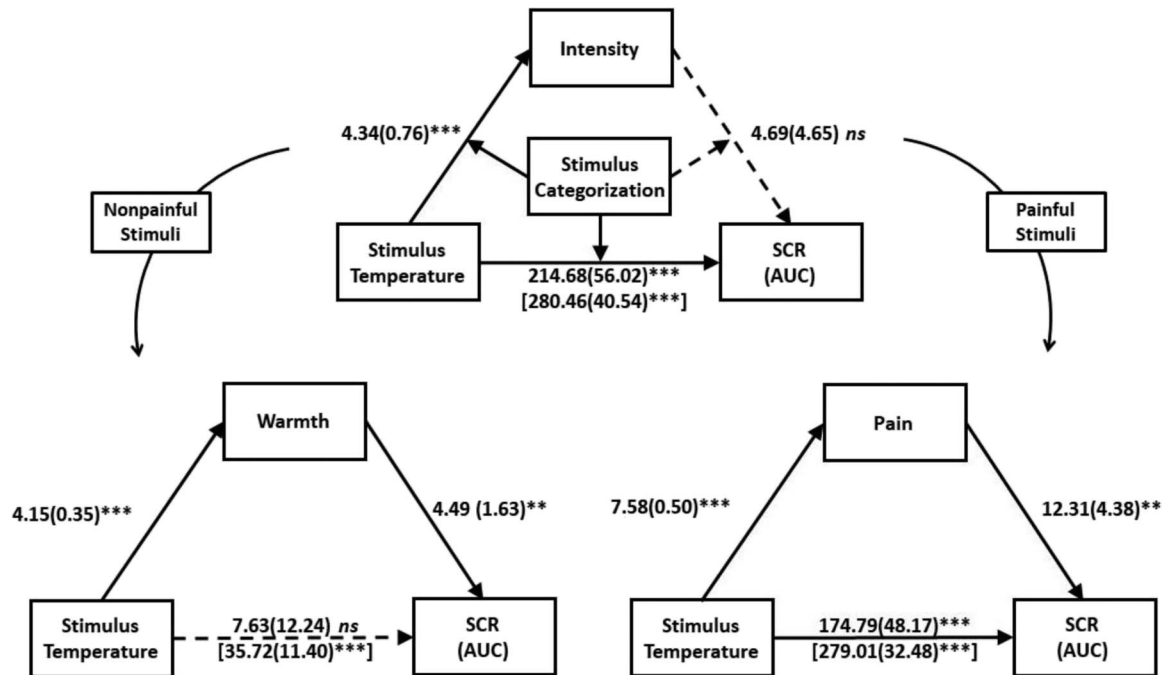 Intensity
4.34(0.76)***
4.69(4.65) ns
Stimulus
Categorization
Nonpainful
Stimuli
Painful
Stimuli
Stimulus
Temperature
SCR
(AUC)
214.68(56.02)***
[280.46(40.54)***]
Warmth
4.15(0.35)***
4.49 (1.63)**
Stimulus
Temperature
7.63(12.24) ns
[35.72(11.40)***]
SCR
(AUC)
Pain
7.58(0.50)***
12.31(4.38)**
Stimulus
Temperature
174.79(48.17)***
[279.01(32.48)***]
SCR
(AUC)